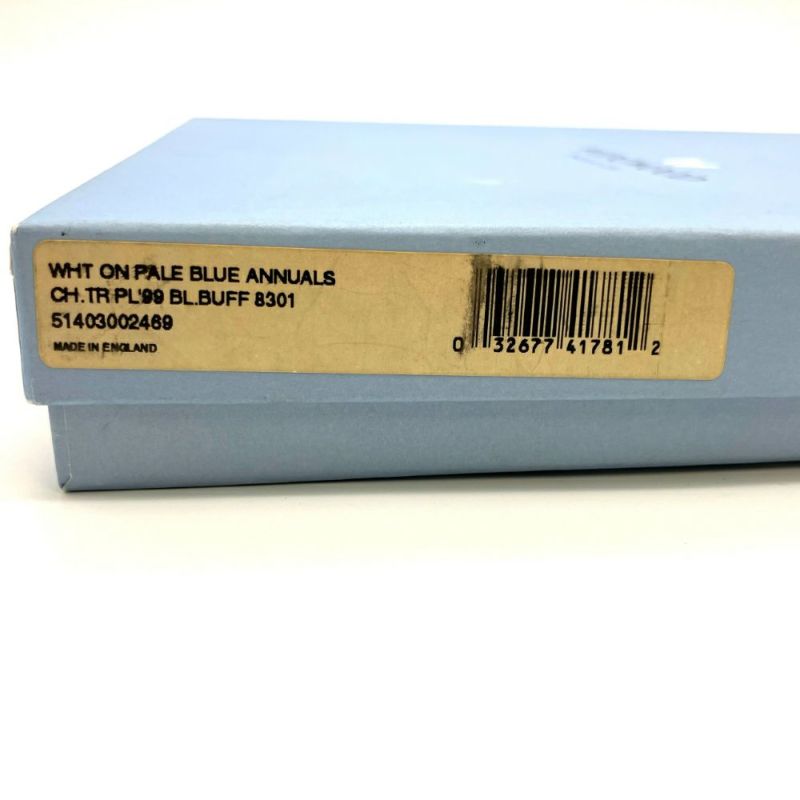 WHT ON PALE BLUE ANNUALS
CH.TR PL'99 BL.BUFF 8301
51403002469
MADE IN ENGLAND
0 32677 41781 2